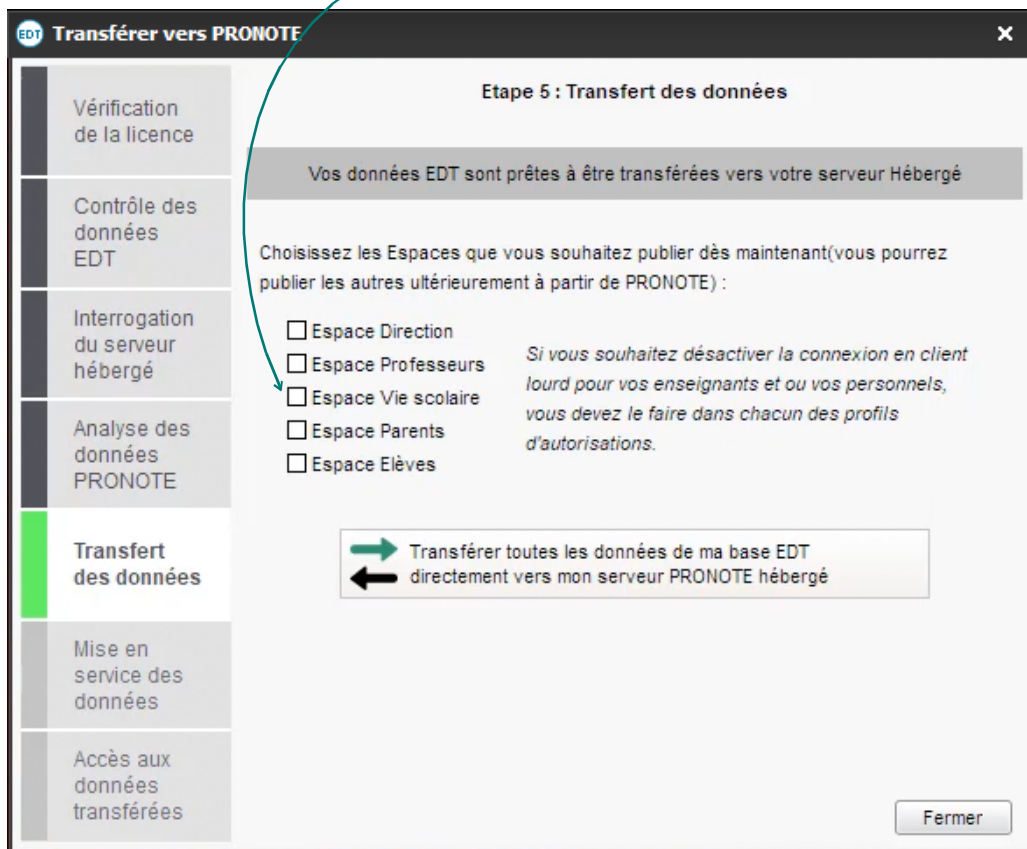 EDT Transférer vers PRONOTE
Vérification
de la licence
Contrôle des
données
EDT
Interrogation
du serveur
hébergé
Analyse des
données
PRONOTE
Transfert
des données
Mise en
service des
données
Accès aux
données
transférées
Etape 5 : Transfert des données
Vos données EDT sont prêtes à être transférées vers votre serveur Hébergé
Choisissez les Espaces que vous souhaitez publier dès maintenant(vous pourrez
publier les autres ultérieurement à partir de PRONOTE) :
Espace Direction
Espace Professeurs
Espace Vie scolaire
Espace Parents
Espace Elèves
Si vous souhaitez désactiver la connexion en client
lourd pour vos enseignants et ou vos personnels,
vous devez le faire dans chacun des profils
d'autorisations.
Transférer toutes les données de ma base EDT
directement vers mon serveur PRONOTE hébergé
Fermer